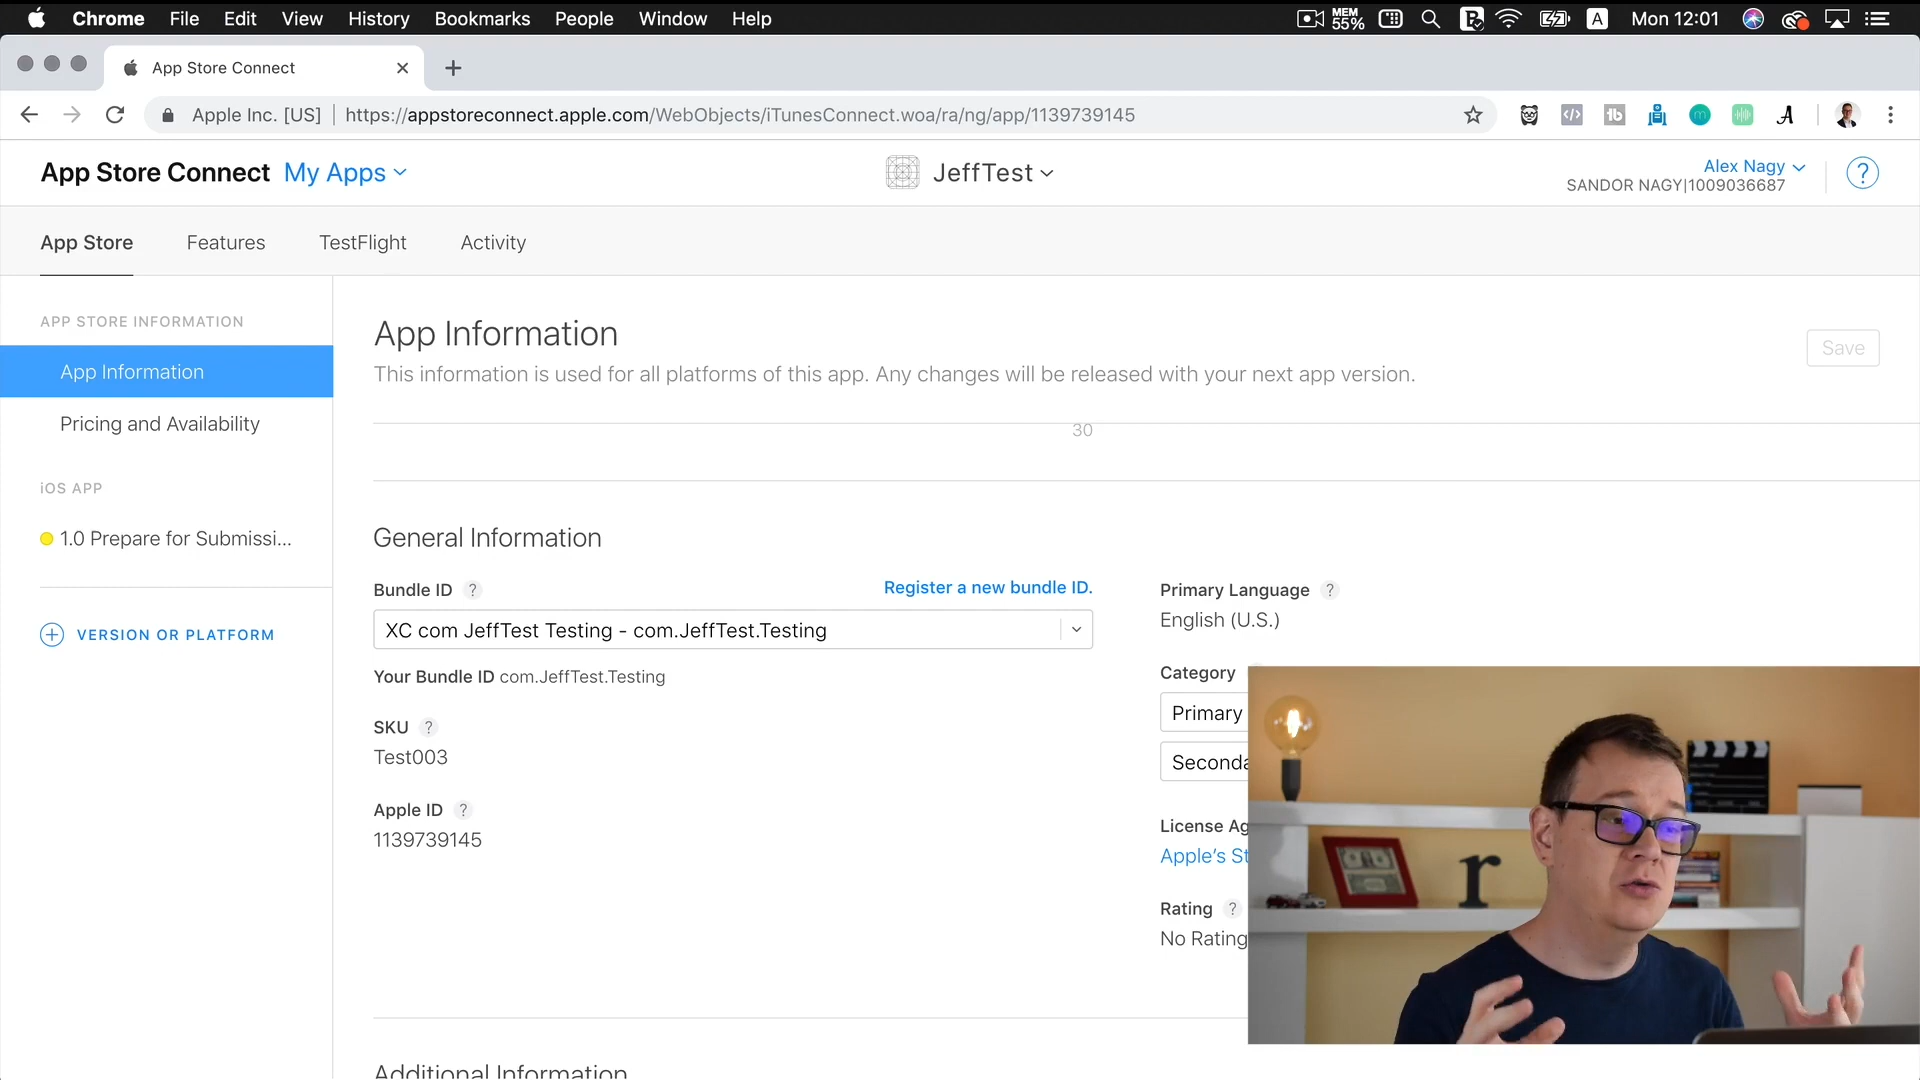 Chrome File Edit View History Bookmarks People Window Help MEM 55% A Mon 12:01
App Store Connect
Apple Inc. [US] https://appstoreconnect.apple.com/WebObjects/iTunesConnect.woa/ra/ng/app/1139739145
App Store Connect My Apps JeffTest Alex Nagy
SANDOR NAGY|1009036687
?
App Store Features TestFlight Activity
APP STORE INFORMATION
App Information
Pricing and Availability
iOS APP
1.0 Prepare for Submissi...
VERSION OR PLATFORM
App Information
This information is used for all platforms of this app. Any changes will be released with your next app version.
Save
30
General Information
Bundle ID ? Register a new bundle ID.
XC com JeffTest Testing - com.JeffTest.Testing
Your Bundle ID com.JeffTest.Testing
SKU ?
Test003
Apple ID ?
1139739145
Primary Language ?
English (U.S.)
Category
Primary
Seconda
License Ag
Apple's St
Rating ?
No Rating
r
Additional Information